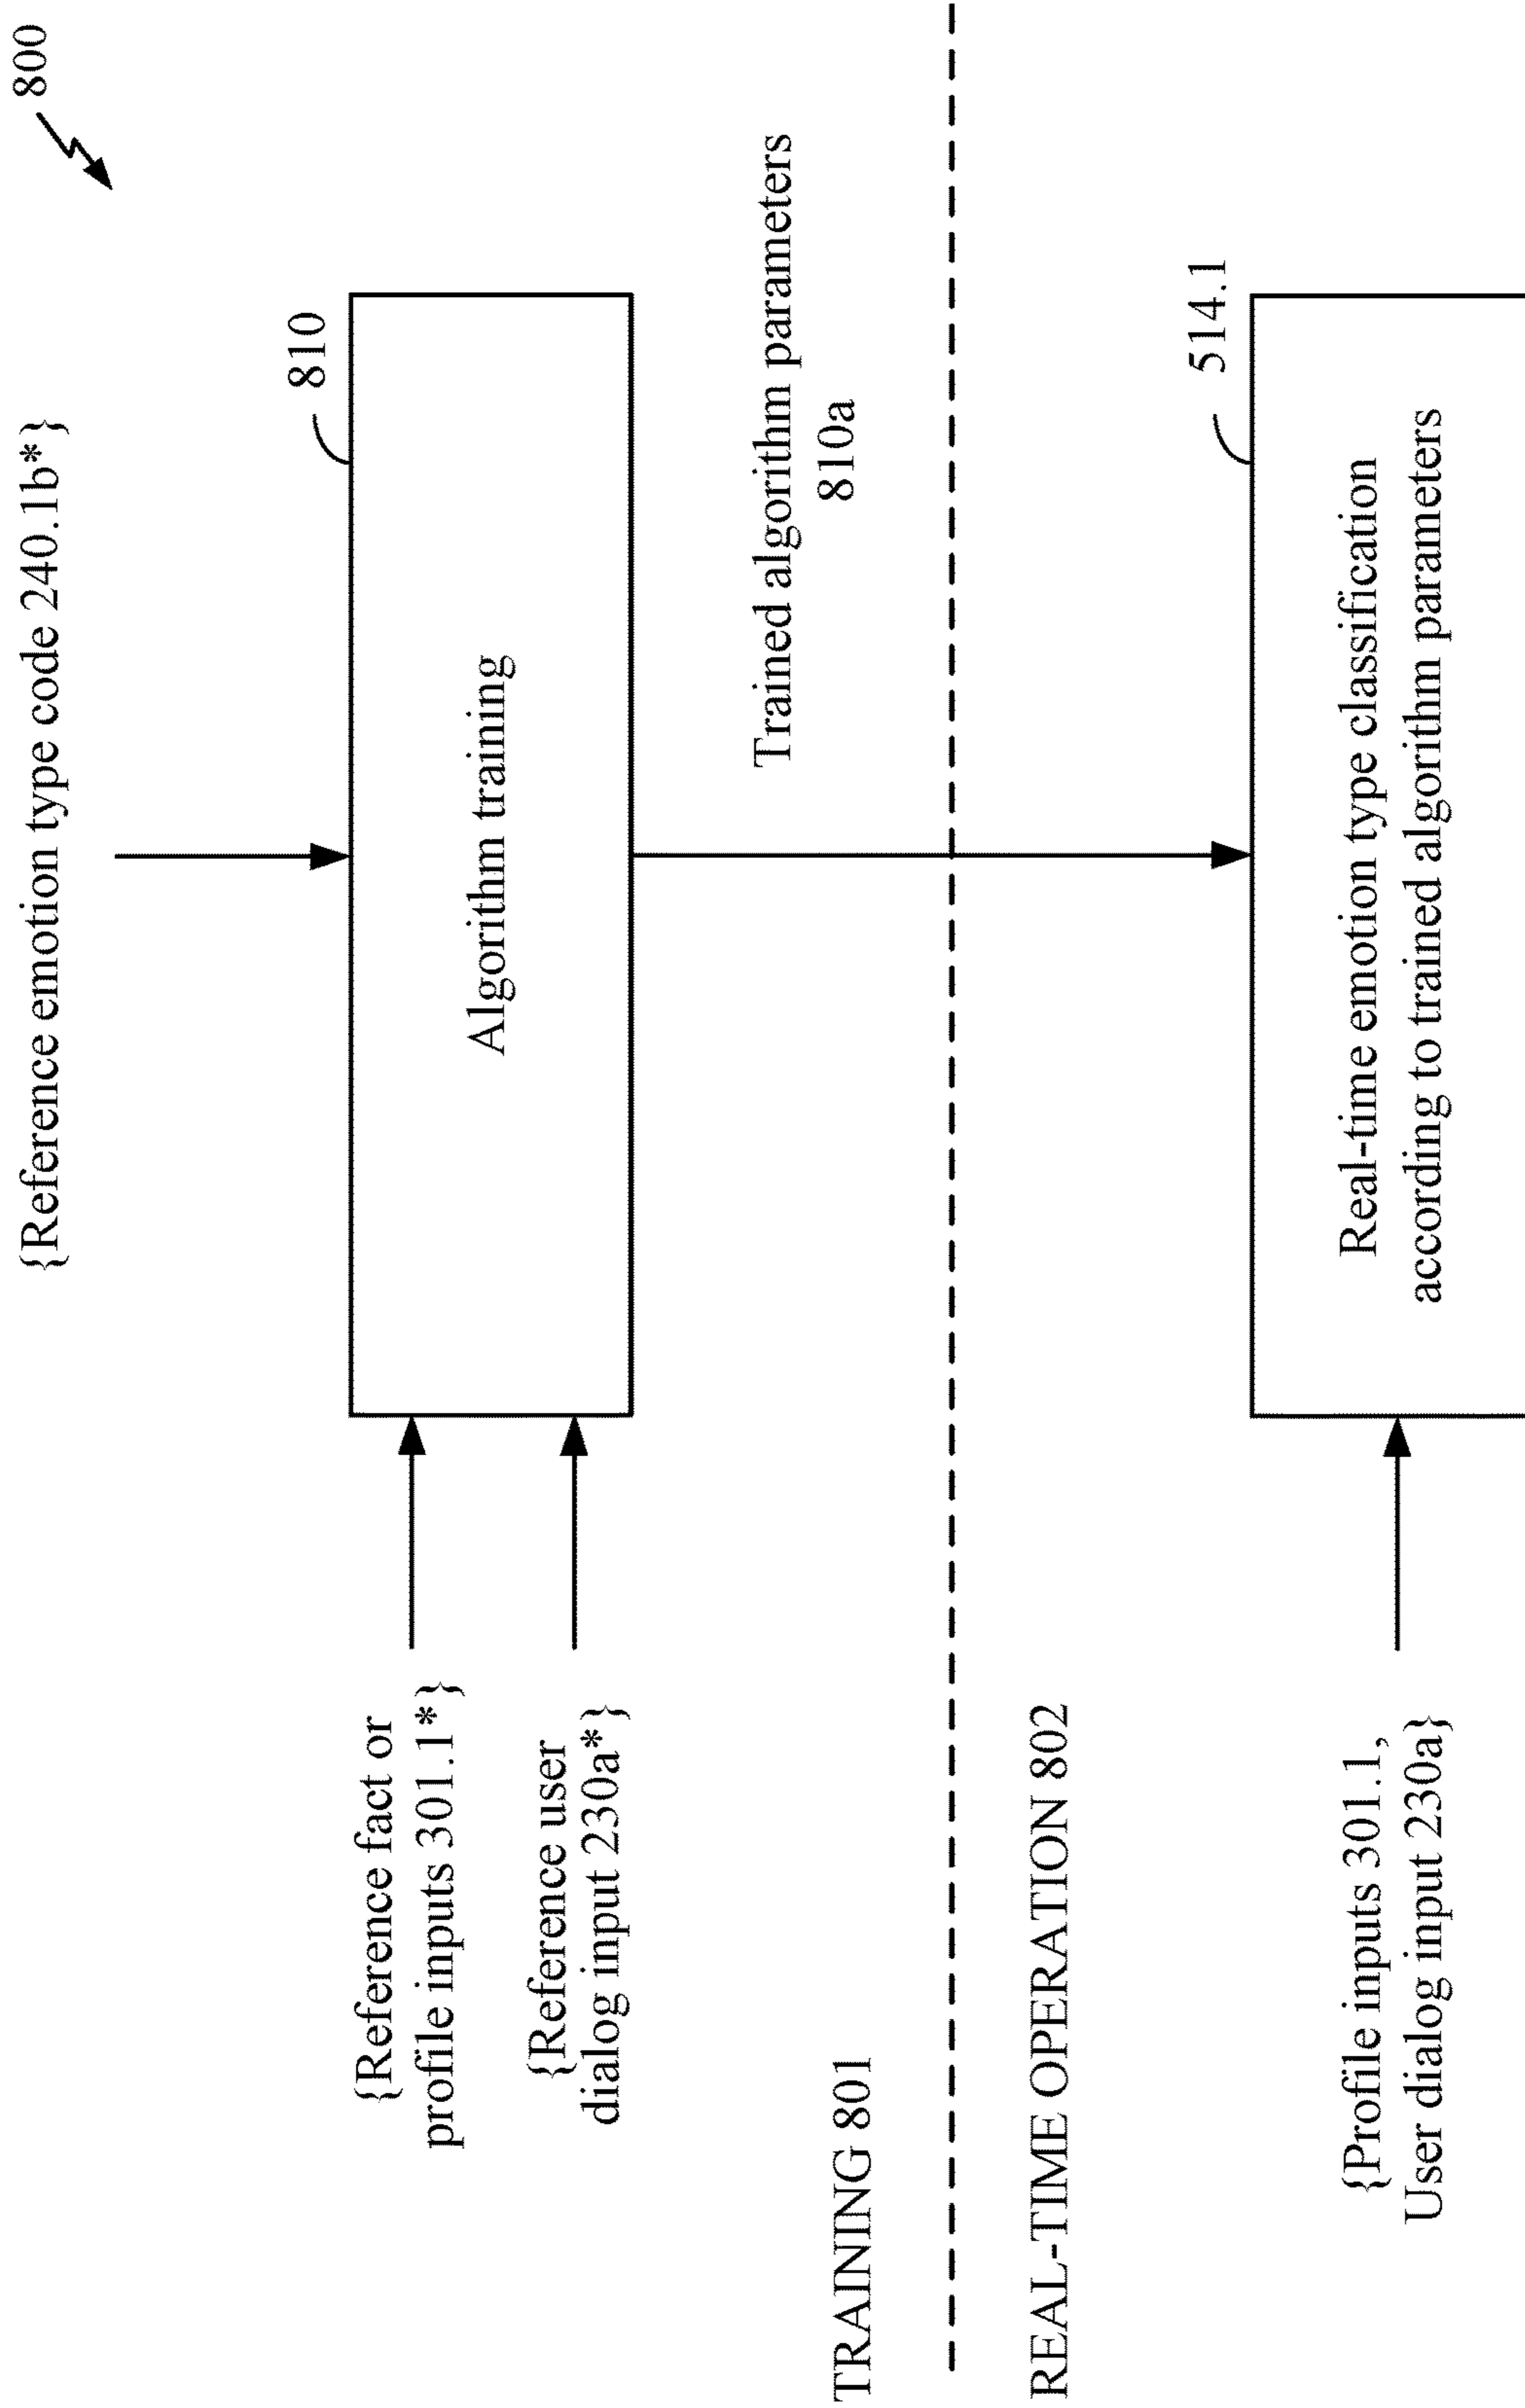 800
{Reference emotion type code 240.1b*}
810
{Reference fact or
profile inputs 301.1*}
Algorithm training
{Reference user
dialog input 230a*}
Trained algorithm parameters
810a
TRAINING 801
REAL-TIME OPERATION 802
514.1
{Profile inputs 301.1,
User dialog input 230a}
Real-time emotion type classification
according to trained algorithm parameters